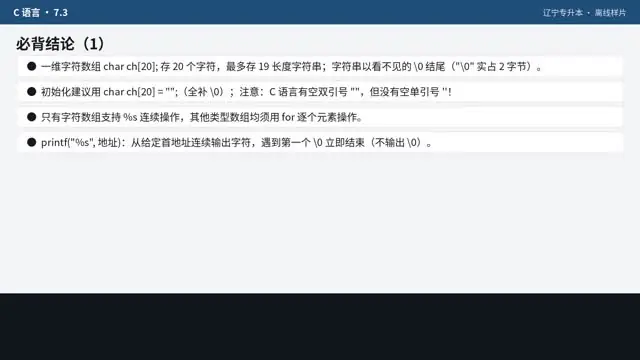 C 语言 • 7.3
辽宁专升本 • 离线样片
必背结论（1）
● 一维字符数组 char ch[20]; 存 20 个字符，最多存 19 长度字符串；字符串以看不见的 \0 结尾（"\0" 实占 2 字节）。
● 初始化建议用 char ch[20] = "";（全补 \0）；注意：C 语言有空双引号 ""，但没有空单引号 ''！
● 只有字符数组支持 %s 连续操作，其他类型数组均须用 for 逐个元素操作。
● printf("%s", 地址)：从给定首地址连续输出字符，遇到第一个 \0 立即结束（不输出 \0）。